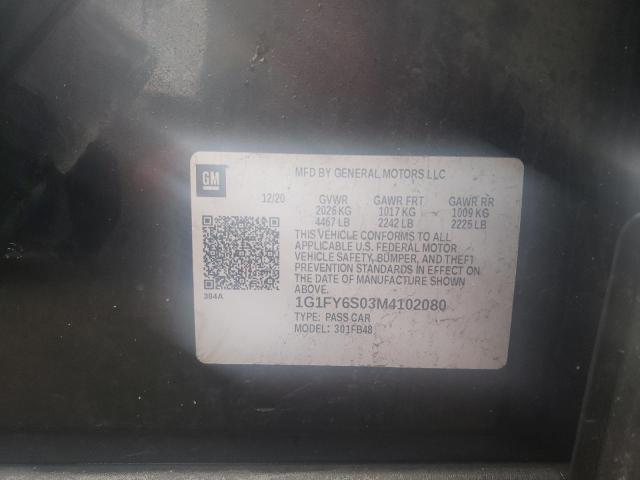 GM
MFD BY GENERAL MOTORS LLC
12/20 GVWR GAWR FRT GAWR RR
2026 KG 1017 KG 1009 KG
4467 LB 2242 LB 2225 LB
THIS VEHICLE CONFORMS TO ALL
APPLICABLE U.S. FEDERAL MOTOR
VEHICLE SAFETY, BUMPER, AND THEFT
PREVENTION STANDARDS IN EFFECT ON
THE DATE OF MANUFACTURE SHOWN
ABOVE.
384A
1G1FY6S03M4102080
TYPE: PASS CAR
MODEL: 301FB48